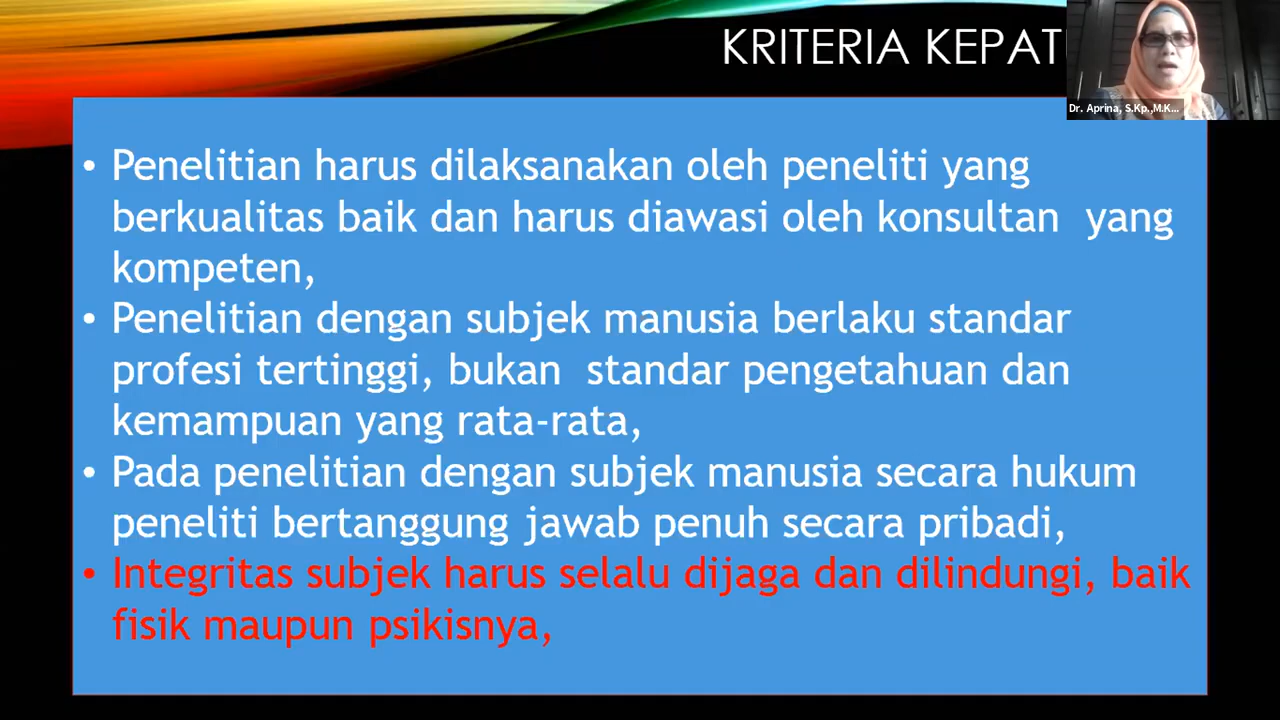 KRITERIA KEPAT
Dr. Aprina, S.Kp.,M.K...
• Penelitian harus dilaksanakan oleh peneliti yang
berkualitas baik dan harus diawasi oleh konsultan yang
kompeten,
• Penelitian dengan subjek manusia berlaku standar
profesi tertinggi, bukan standar pengetahuan dan
kemampuan yang rata-rata,
• Pada penelitian dengan subjek manusia secara hukum
peneliti bertanggung jawab penuh secara pribadi,
• Integritas subjek harus selalu dijaga dan dilindungi, baik
fisik maupun psikisnya,